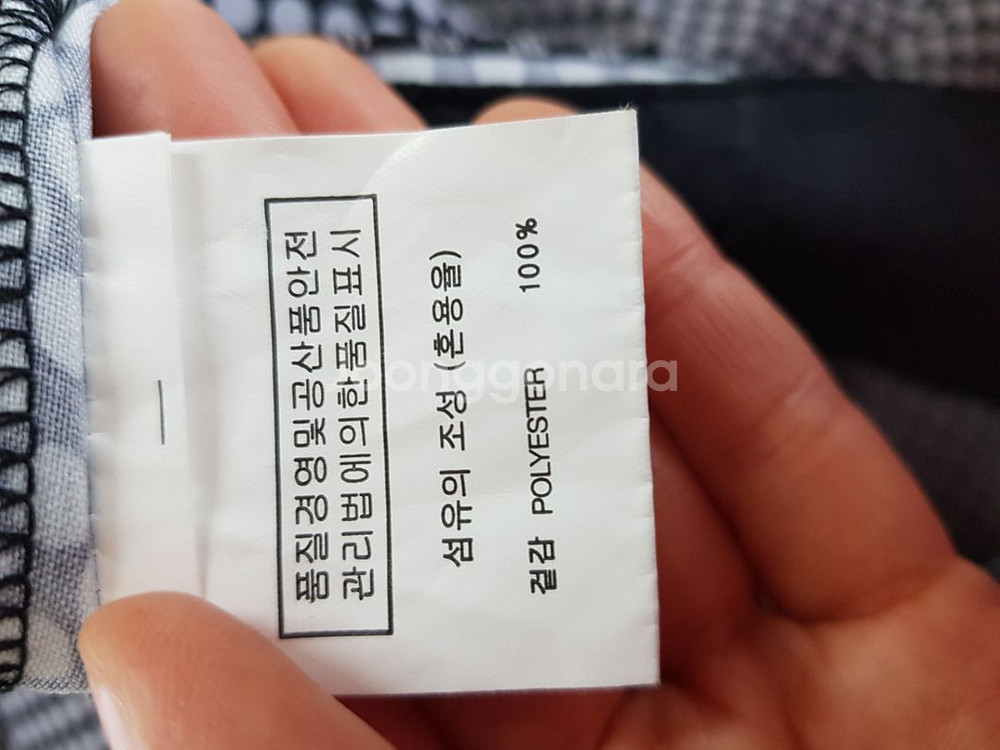 품질경영및공산품안전
관리법에의한품질표시
섬유의 조성 (혼용율)
겉감 POLYESTER 100%
joonggonara